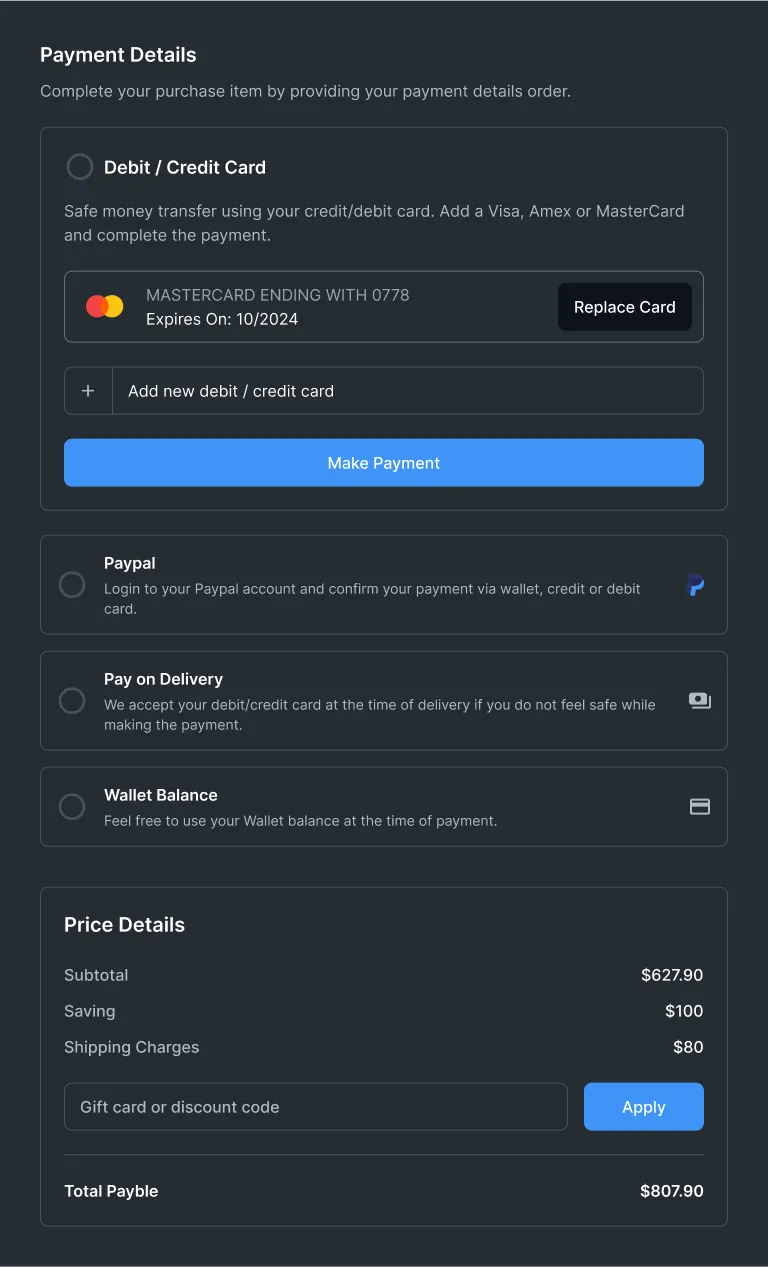 Payment Details
Complete your purchase item by providing your payment details order.
Debit / Credit Card
Safe money transfer using your credit/debit card. Add a Visa, Amex or MasterCard
and complete the payment.
MASTERCARD ENDING WITH 0778
Expires On: 10/2024
Replace Card
+ Add new debit / credit card
Make Payment
Paypal
Login to your Paypal account and confirm your payment via wallet, credit or debit
card.
Pay on Delivery
We accept your debit/credit card at the time of delivery if you do not feel safe while
making the payment.
Wallet Balance
Feel free to use your Wallet balance at the time of payment.
Price Details
Subtotal $627.90
Saving $100
Shipping Charges $80
Gift card or discount code Apply
Total Payble $807.90